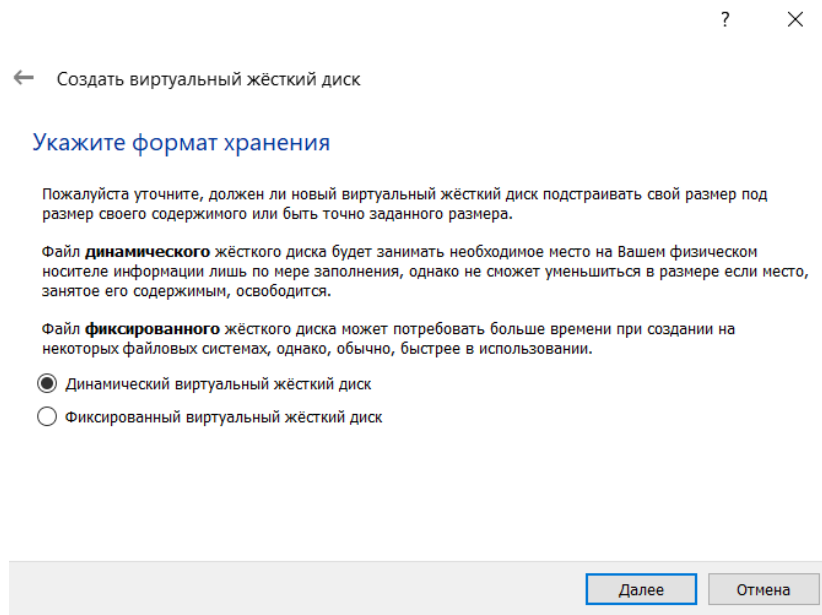 ?
Создать виртуальный жёсткий диск
Укажите формат хранения
Пожалуйста уточните, должен ли новый виртуальный жёсткий диск подстраивать свой размер под
размер своего содержимого или быть точно заданного размера.
Файл динамического жёсткого диска будет занимать необходимое место на Вашем физическом
носителе информации лишь по мере заполнения, однако не сможет уменьшиться в размере если место,
занятое его содержимым, освободится.
Файл фиксированного жёсткого диска может потребовать больше времени при создании на
некоторых файловых системах, однако, обычно, быстрее в использовании.
Динамический виртуальный жёсткий диск
Фиксированный виртуальный жёсткий диск
Далее
Отмена